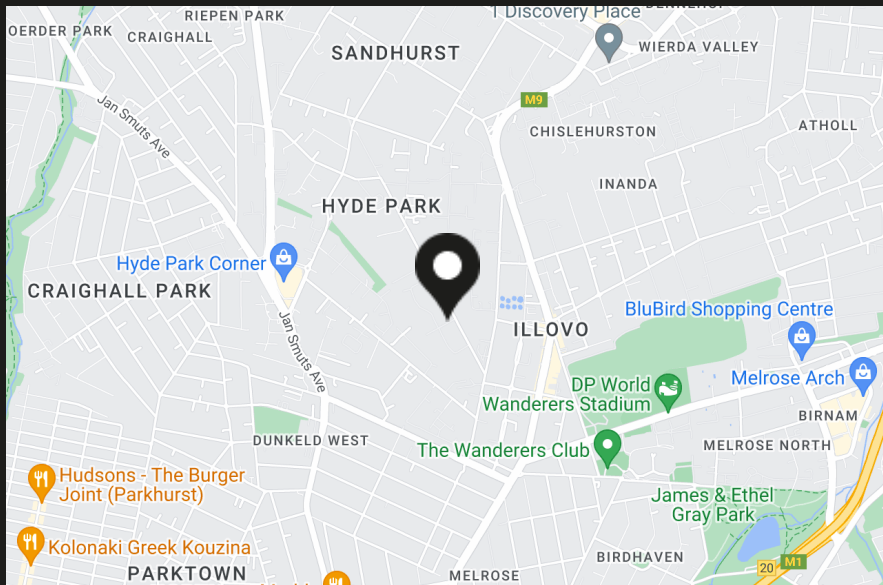 RIEPEN PARK
1 Discovery Place
OERDER PARK
CRAIGHALL
SANDHURST
WIERDA VALLEY
Jan Smuts Ave
M9
CHISLEHURSTON
ATHOLL
INANDA
HYDE PARK
Hyde Park Corner
CRAIGHALL PARK
BluBird Shopping Centre
Jan Smuts Ave
ILLOVO
Melrose Arch
DP World
Wanderers Stadium
BIRNAM
DUNKELD WEST
The Wanderers Club
MELROSE NORTH
Hudsons - The Burger
Joint (Parkhurst)
James & Ethel
Gray Park
Kolonaki Greek Kouzina
BIRDHAVEN
M1
20
PARKTOWN
MELROSE